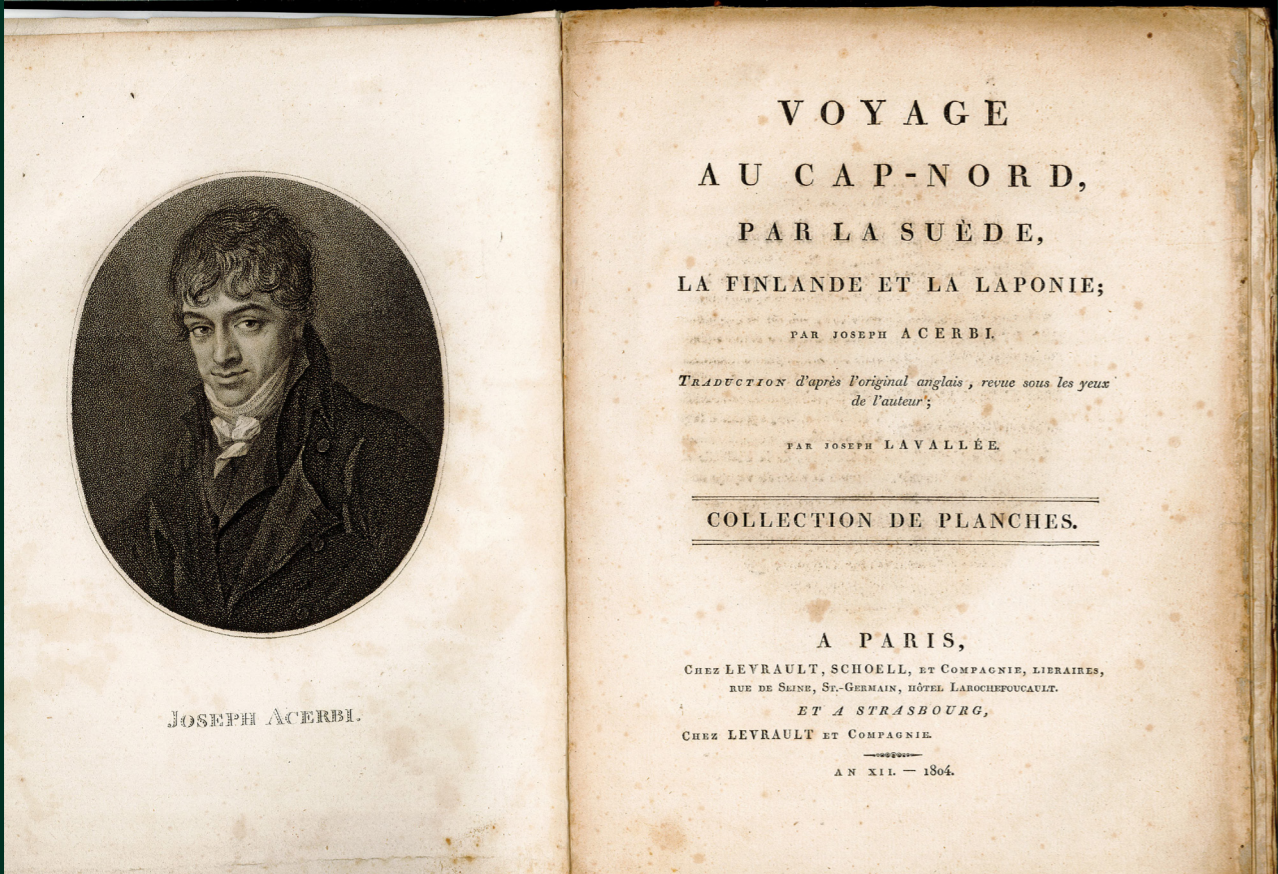 JOSEPH ACERBI.
VOYAGE
AU CAP-NORD,
PAR LA SUÈDE,
LA FINLANDE ET LA LAPONIE;
PAR JOSEPH ACERBI.
TRADUCTION d'après l'original anglais, revue sous les yeux
de l'auteur;
PAR JOSEPH LAVALLÉE.
COLLECTION DE PLANCHES.
A PARIS,
CHEZ LEVRAULT, SCHOELL, ET COMPAGNIE, LIBRAIRES,
RUE DE SEINE, ST.-GERMAIN, HÔTEL LAROCHEFOUCAULT.
ET A STRASBOURG,
CHEZ LEVRAULT ET COMPAGNIE.
AN XII. — 1804.